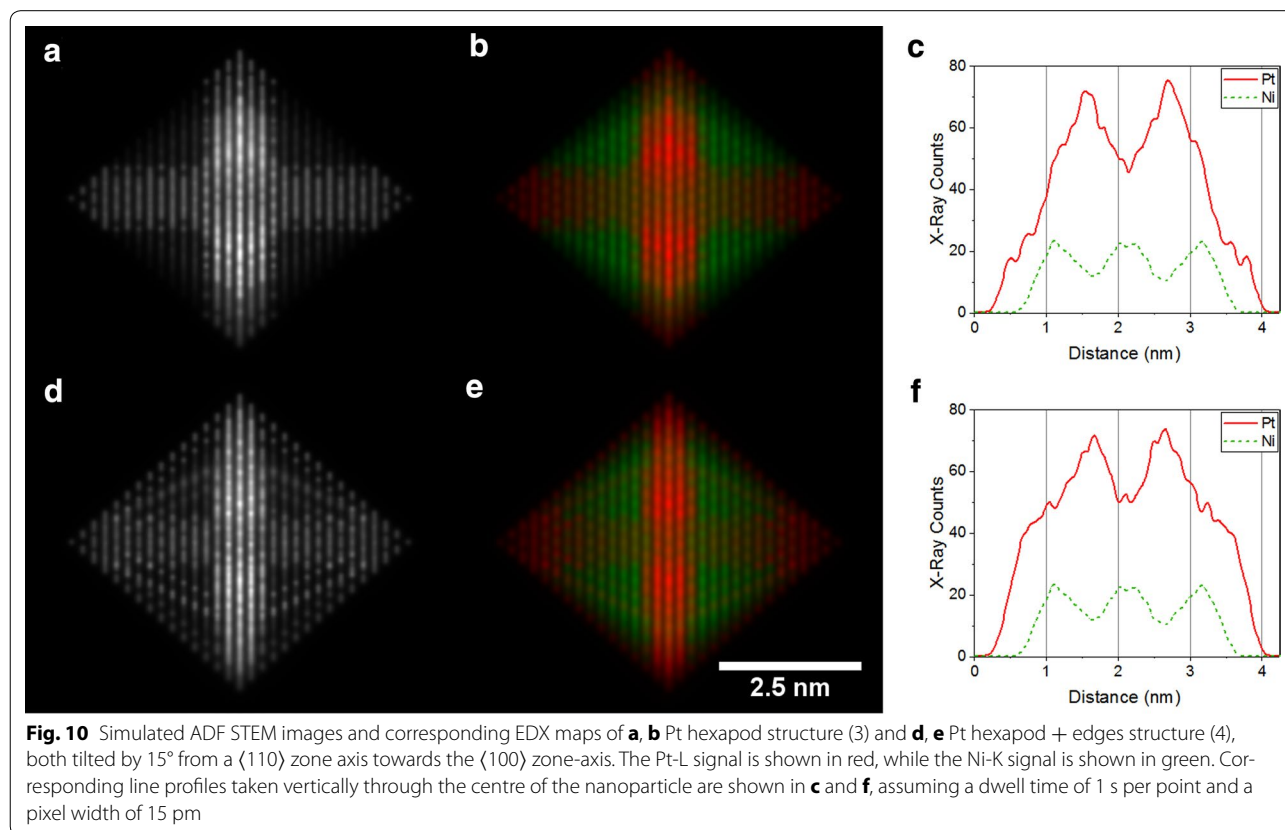 a
b
c
80
60
40
20
0
X-Ray Counts
Pt
Ni
0
1
2
3
4
Distance (nm)
d
e
f
80
60
40
20
0
X-Ray Counts
Pt
Ni
0
1
2
3
4
Distance (nm)
2.5 nm
Fig. 10 Simulated ADF STEM images and corresponding EDX maps of a, b Pt hexapod structure (3) and d, e Pt hexapod + edges structure (4),
both tilted by 15° from a ⟨110⟩ zone axis towards the ⟨100⟩ zone-axis. The Pt-L signal is shown in red, while the Ni-K signal is shown in green. Cor-
responding line profiles taken vertically through the centre of the nanoparticle are shown in c and f, assuming a dwell time of 1 s per point and a
pixel width of 15 pm